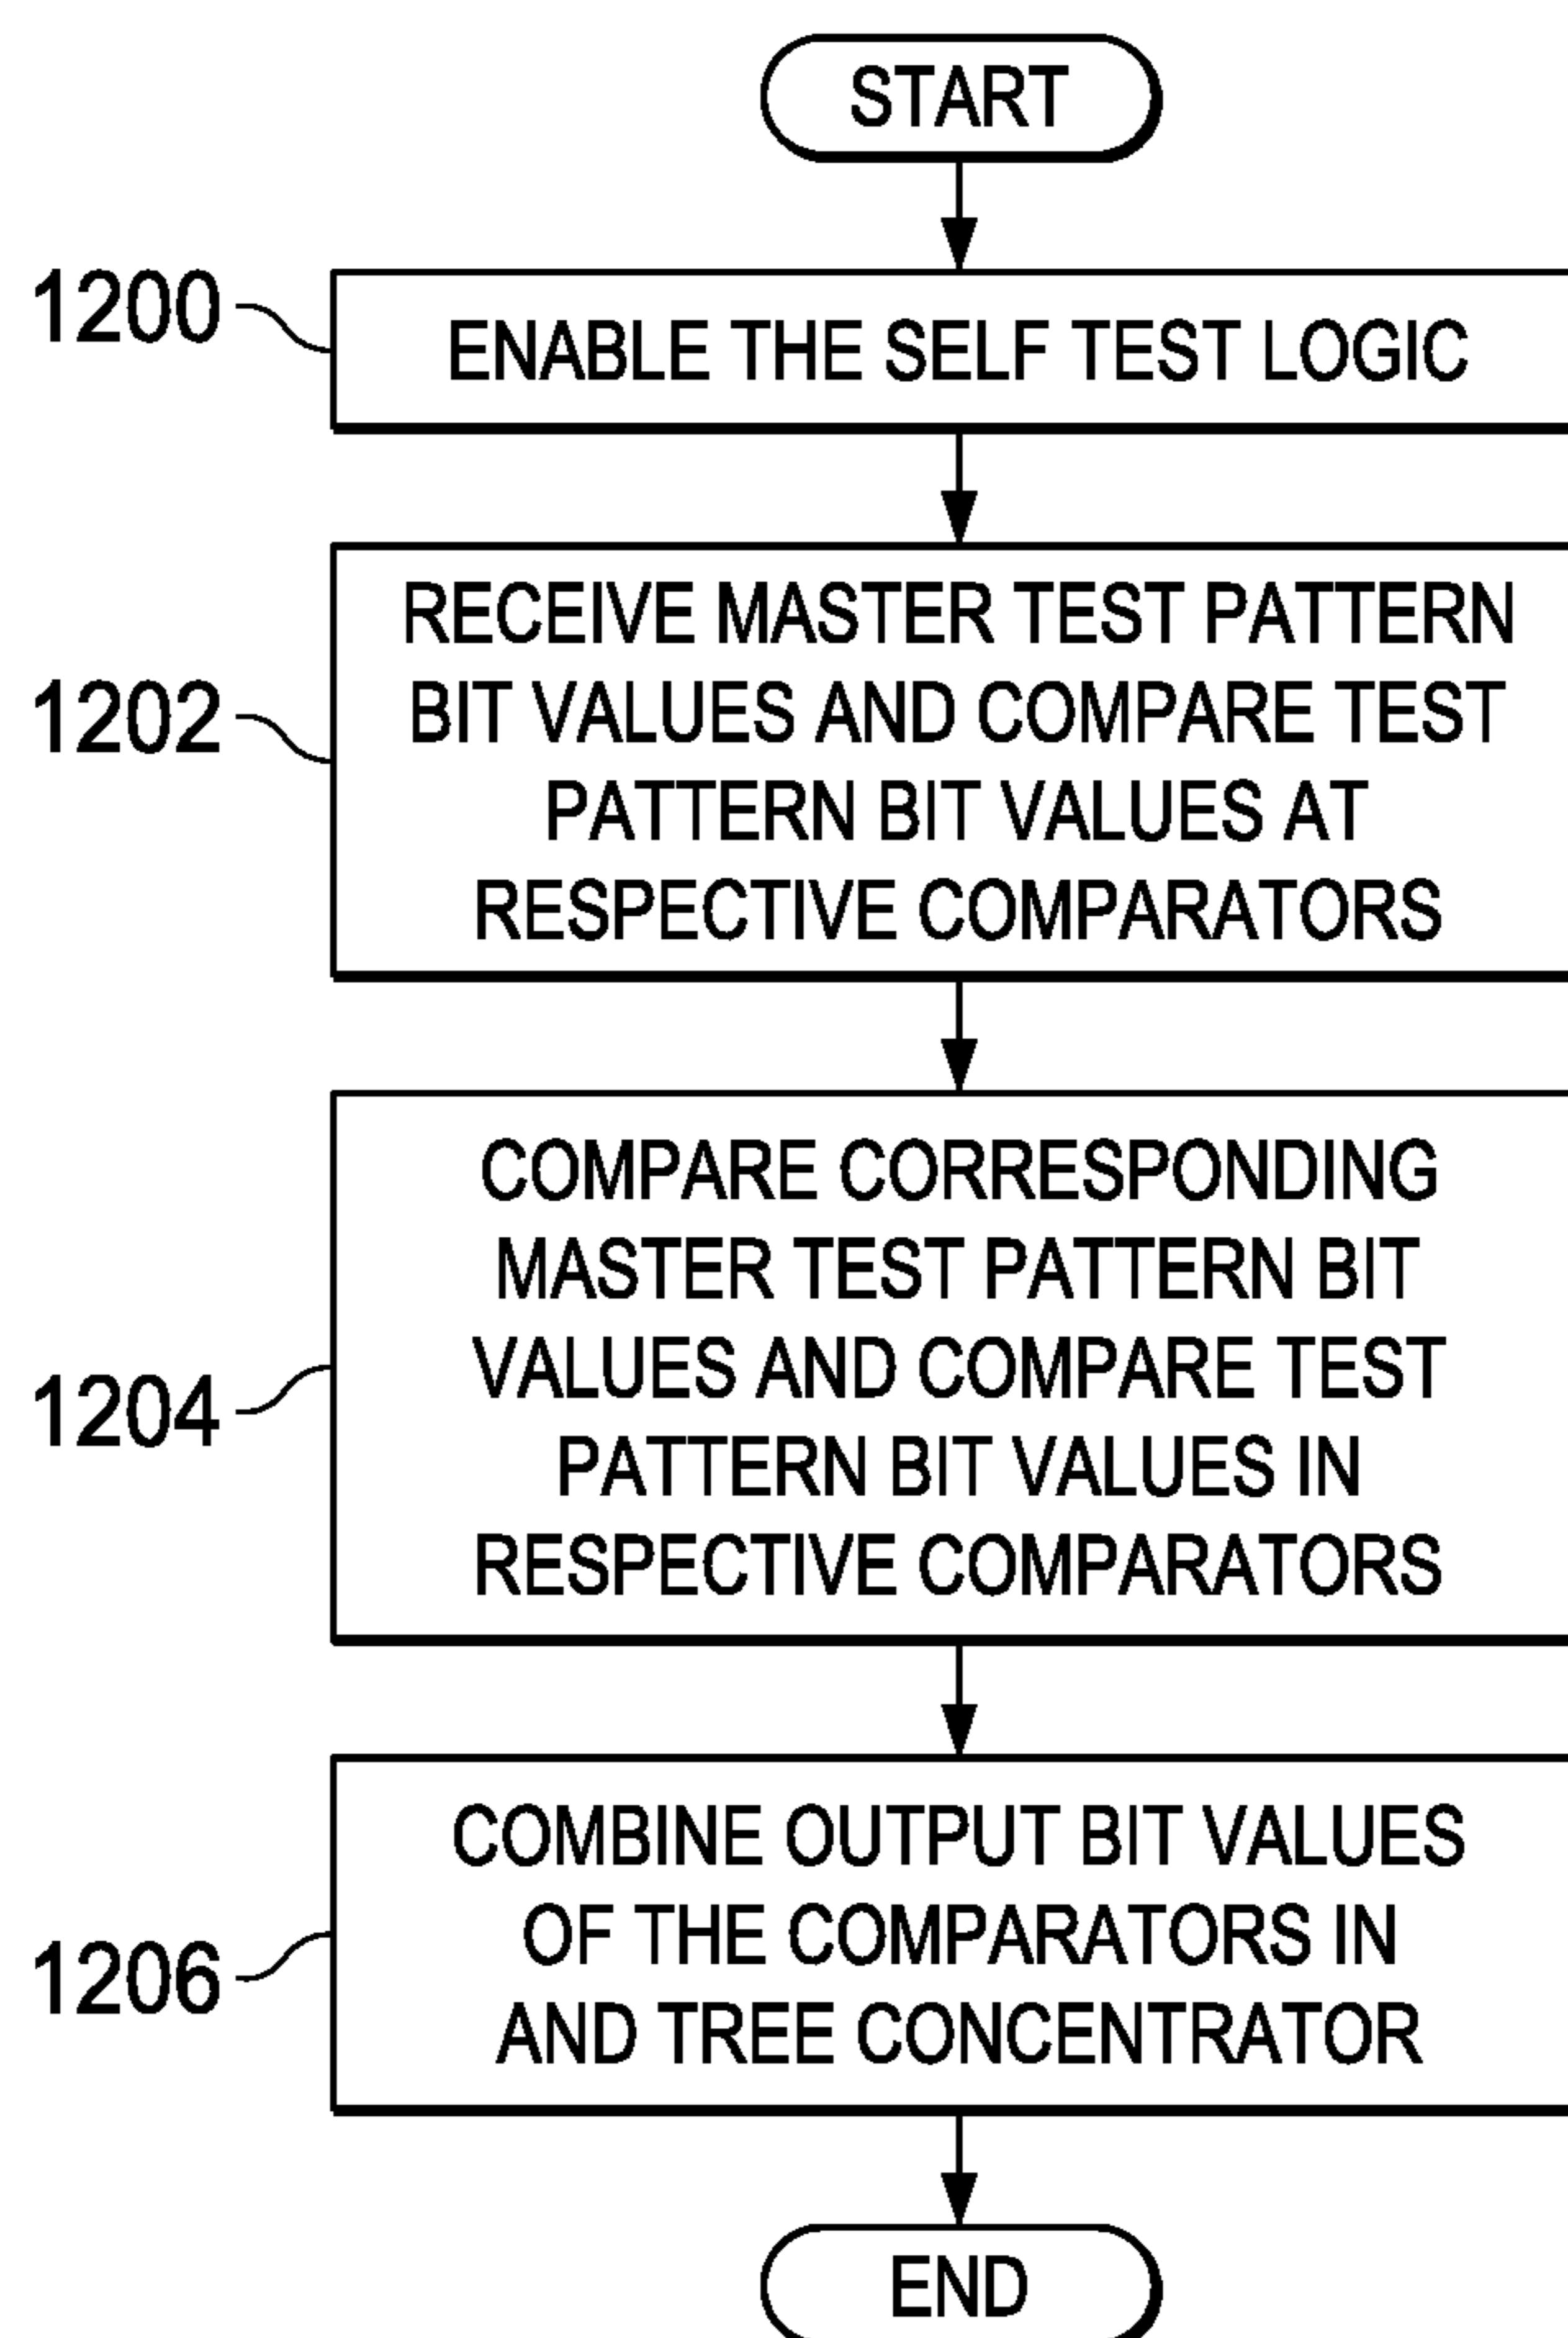 START
1200
ENABLE THE SELF TEST LOGIC
1202
RECEIVE MASTER TEST PATTERN
BIT VALUES AND COMPARE TEST
PATTERN BIT VALUES AT
RESPECTIVE COMPARATORS
1204
COMPARE CORRESPONDING
MASTER TEST PATTERN BIT
VALUES AND COMPARE TEST
PATTERN BIT VALUES IN
RESPECTIVE COMPARATORS
1206
COMBINE OUTPUT BIT VALUES
OF THE COMPARATORS IN
AND TREE CONCENTRATOR
END